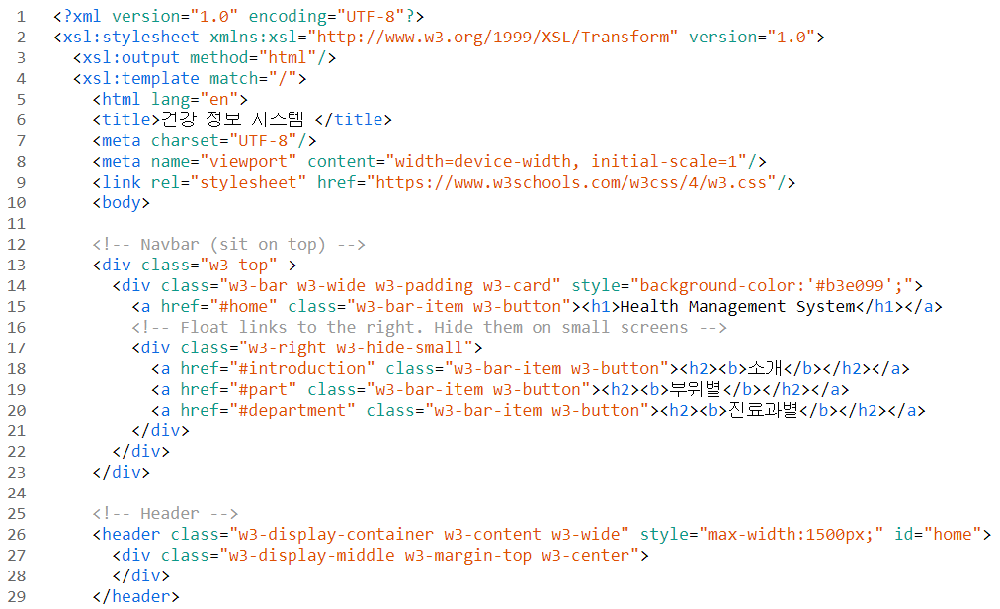 1 <?xml version="1.0" encoding="UTF-8"?>
2 <xsl:stylesheet xmlns:xsl="http://www.w3.org/1999/XSL/Transform" version="1.0">
3 <xsl:output method="html"/>
4 <xsl:template match="/">
5 <html lang="en">
6 <title>건강 정보 시스템 </title>
7 <meta charset="UTF-8"/>
8 <meta name="viewport" content="width=device-width, initial-scale=1"/>
9 <link rel="stylesheet" href="https://www.w3schools.com/w3css/4/w3.css"/>
10 <body>
11
12 <!-- Navbar (sit on top) -->
13 <div class="w3-top" >
14 <div class="w3-bar w3-wide w3-padding w3-card" style="background-color:'#b3e099';">
15 <a href="#home" class="w3-bar-item w3-button"><h1>Health Management System</h1></a>
16 <!-- Float links to the right. Hide them on small screens -->
17 <div class="w3-right w3-hide-small">
18 <a href="#introduction" class="w3-bar-item w3-button"><h2><b>소개</b></h2></a>
19 <a href="#part" class="w3-bar-item w3-button"><h2><b>부위별</b></h2></a>
20 <a href="#department" class="w3-bar-item w3-button"><h2><b>진료과별</b></h2></a>
21 </div>
22 </div>
23 </div>
24
25 <!-- Header -->
26 <header class="w3-display-container w3-content w3-wide" style="max-width:1500px;" id="home">
27 <div class="w3-display-middle w3-margin-top w3-center">
28 </div>
29 </header>